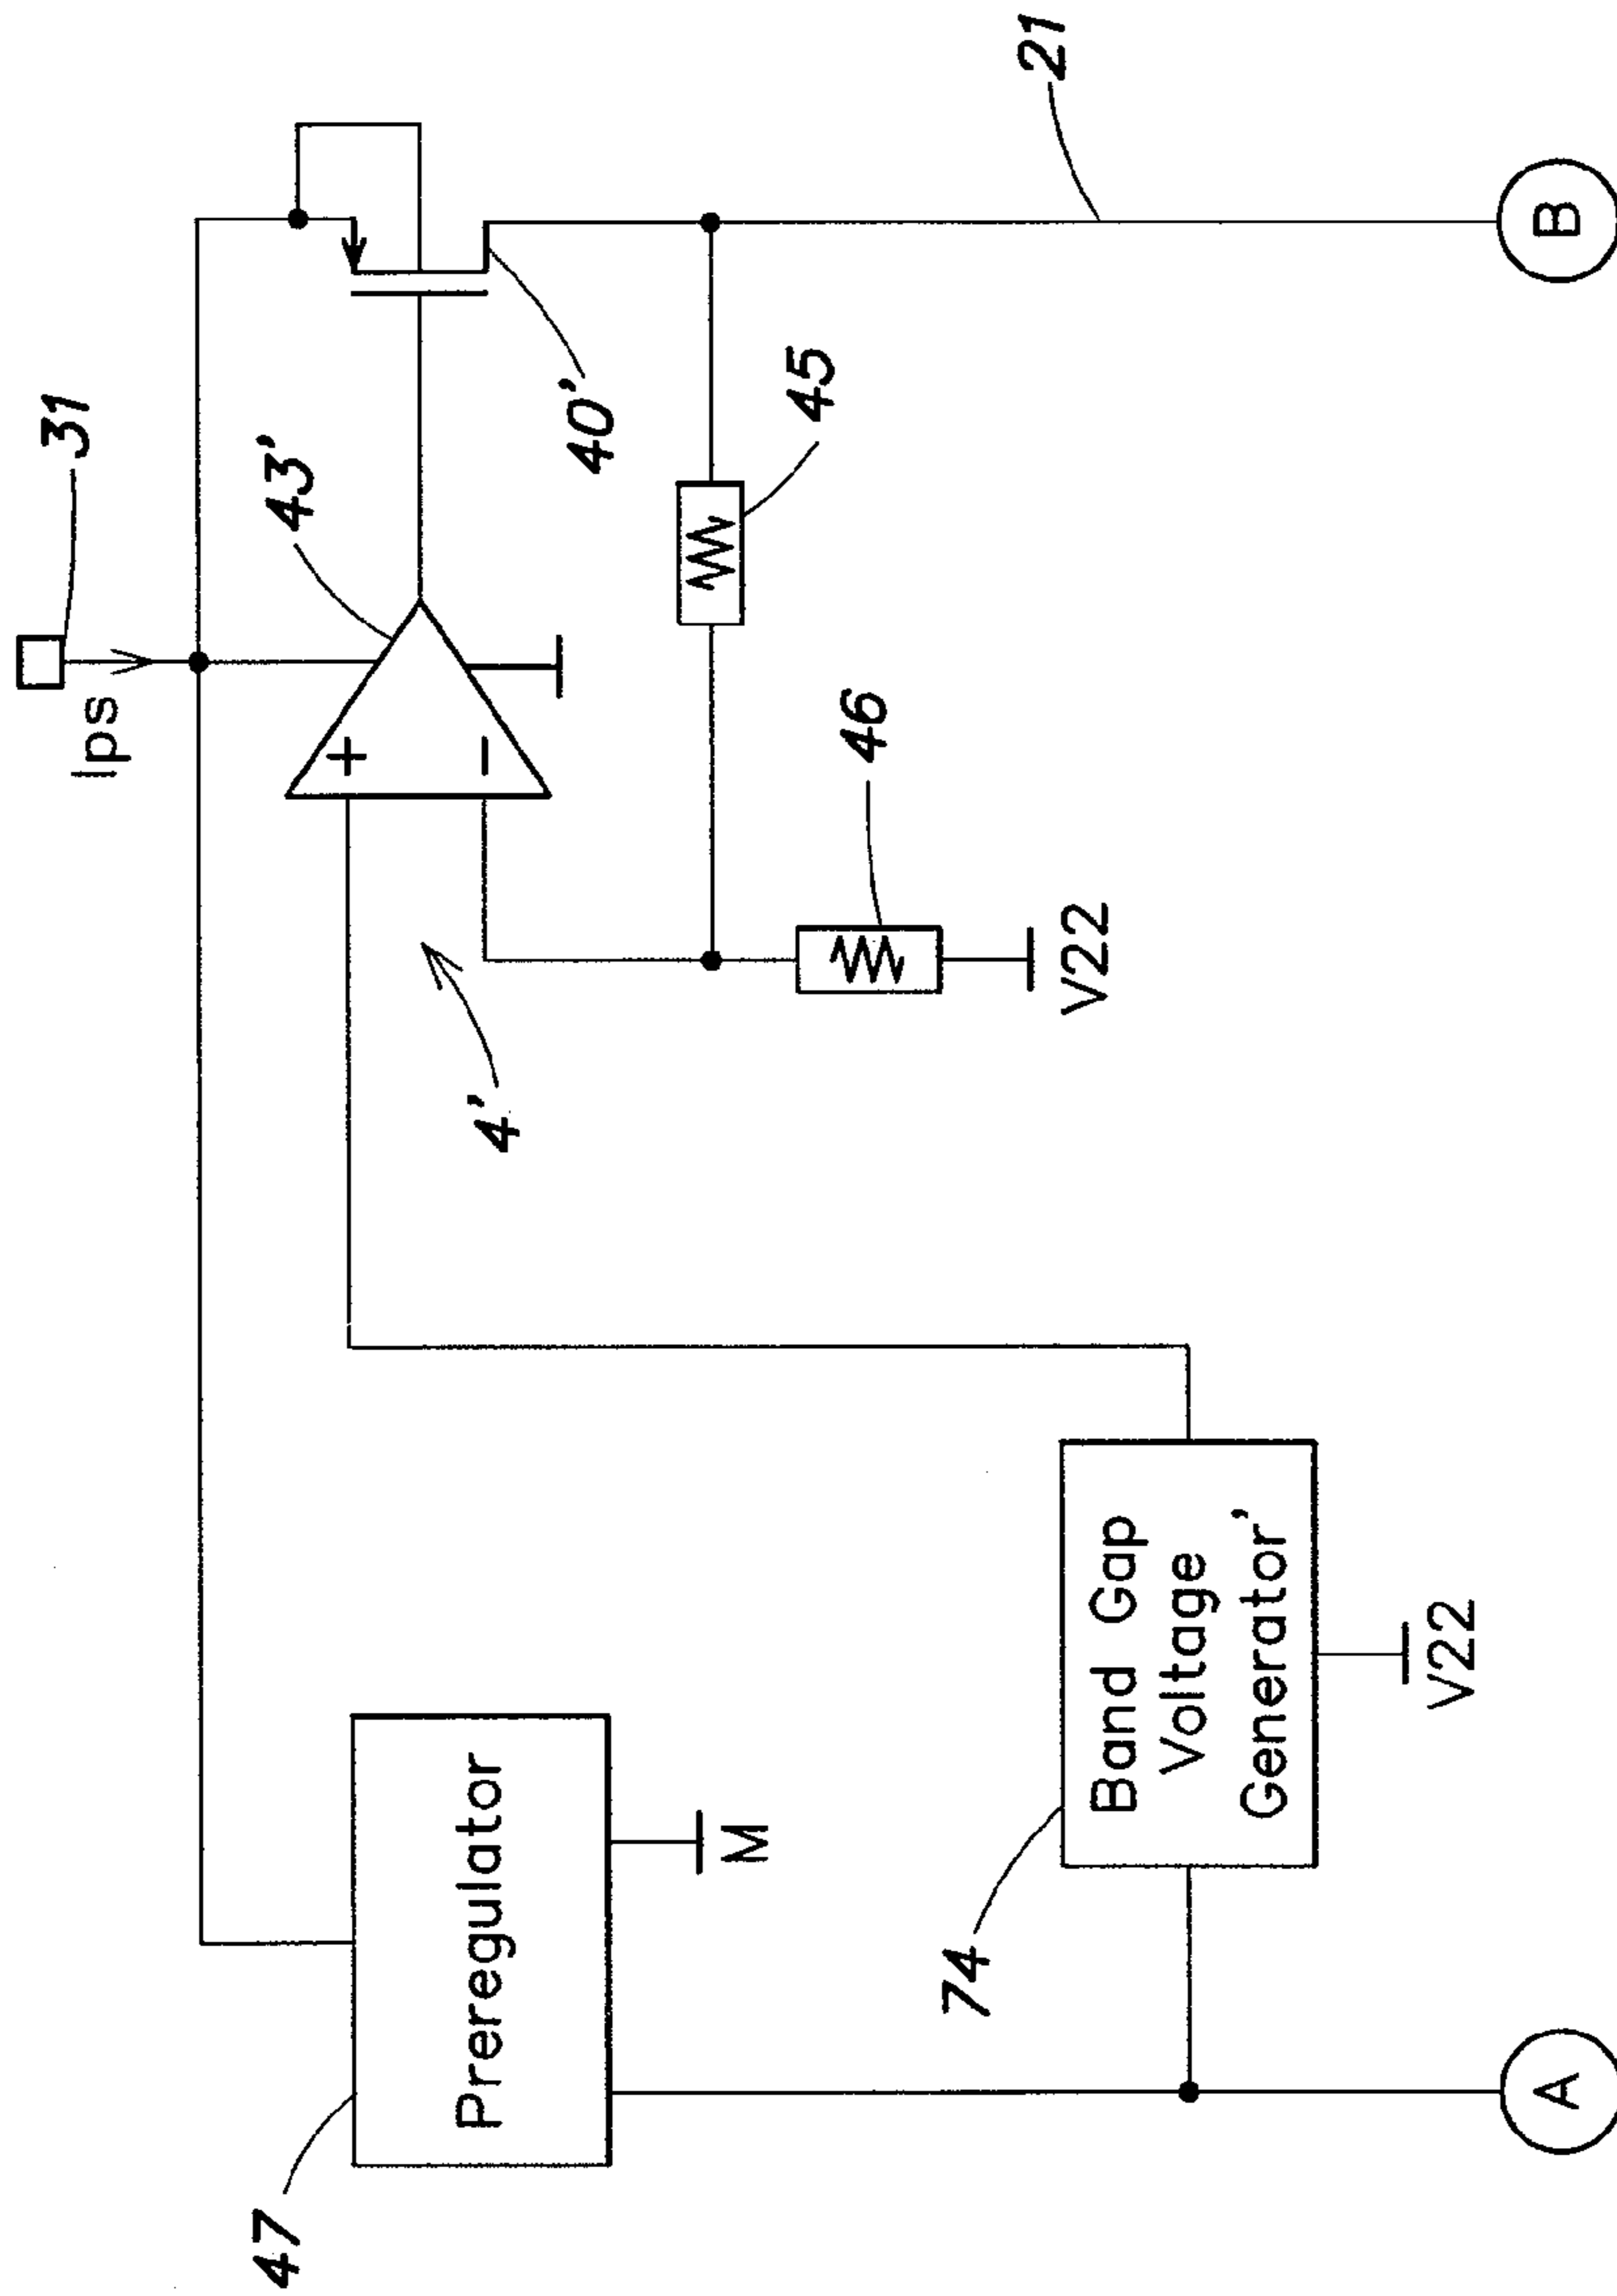 31
Ips
43'
40'
21
4'
45
46
V22
47
Preregulator
M
74
Band Gap
Voltage
Generator'
V22
A
B